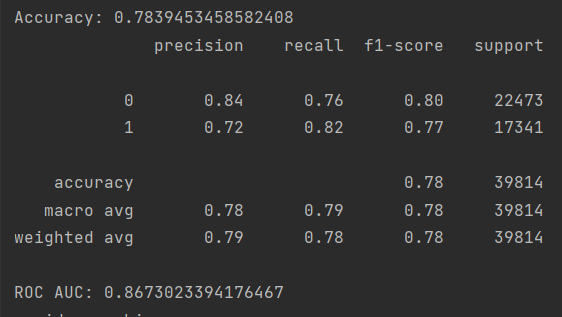 Accuracy: 0.7839453458582408
precision recall f1-score support
0 0.84 0.76 0.80 22473
1 0.72 0.82 0.77 17341
accuracy 0.78 39814
macro avg 0.78 0.79 0.78 39814
weighted avg 0.79 0.78 0.78 39814
ROC AUC: 0.8673023394176467